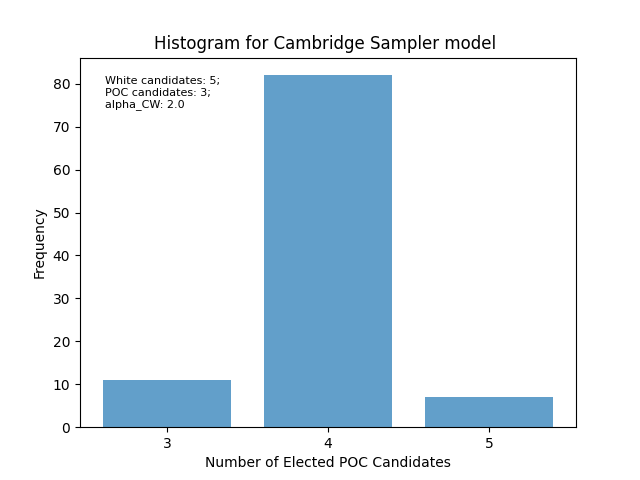 Histogram for Cambridge Sampler model
White candidates: 5;
POC candidates: 3;
alpha_CW: 2.0
80
70
60
50
40
30
20
10
0
Frequency
3 4 5
Number of Elected POC Candidates